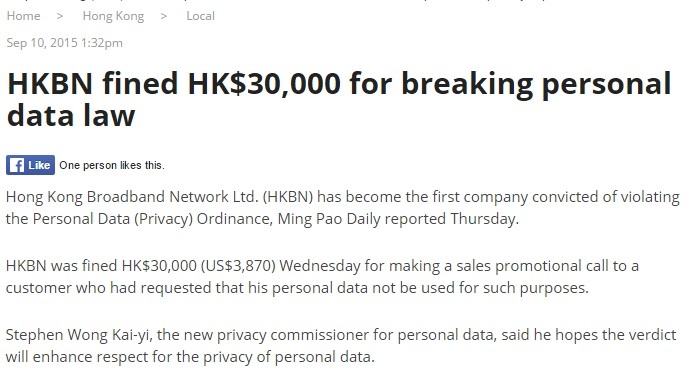 Home > Hong Kong > Local
Sep 10, 2015 1:32pm
HKBN fined HK$30,000 for breaking personal
data law
f Like One person likes this.
Hong Kong Broadband Network Ltd. (HKBN) has become the first company convicted of violating
the Personal Data (Privacy) Ordinance, Ming Pao Daily reported Thursday.
HKBN was fined HK$30,000 (US$3,870) Wednesday for making a sales promotional call to a
customer who had requested that his personal data not be used for such purposes.
Stephen Wong Kai-yi, the new privacy commissioner for personal data, said he hopes the verdict
will enhance respect for the privacy of personal data.